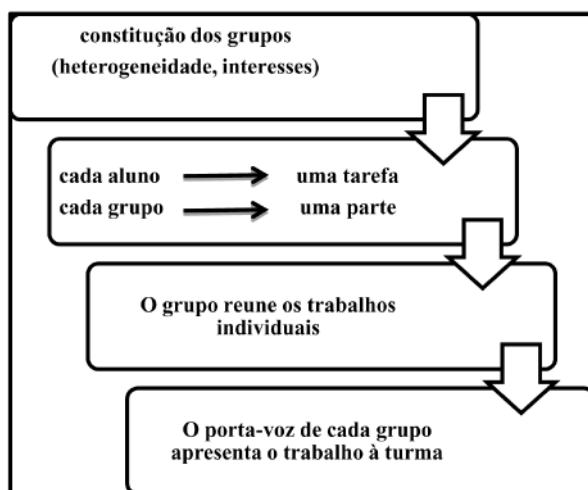 constituição dos grupos
(heterogeneidade, interesses)
cada aluno uma tarefa
cada grupo uma parte
O grupo reune os trabalhos
individuais
O porta-voz de cada grupo
apresenta o trabalho à turma